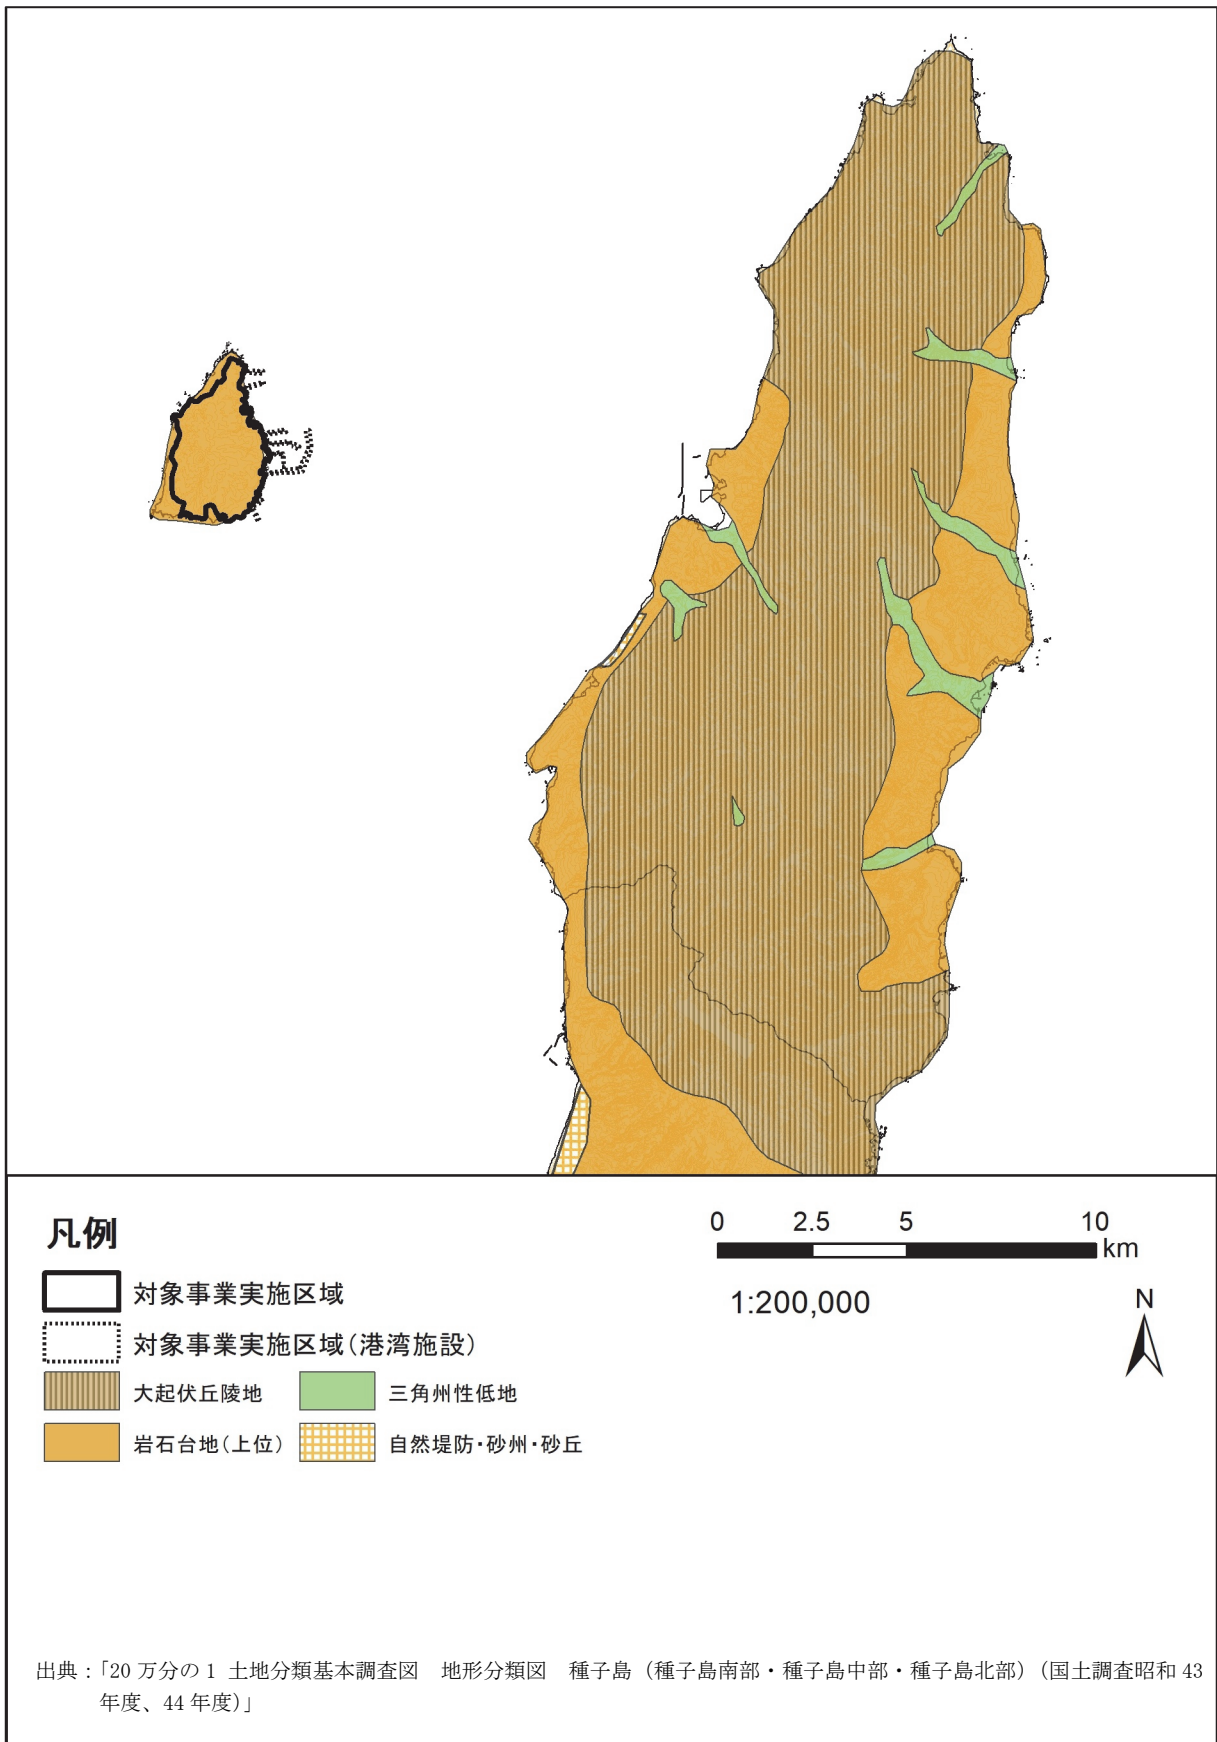 凡例
対象事業実施区域
対象事業実施区域(港湾施設)
大起伏丘陵地
三角州性低地
岩石台地(上位)
自然堤防・砂州・砂丘
0 2.5 5 10
km
1:200,000
N
出典:「20 万分の 1 土地分類基本調査図 地形分類図 種子島(種子島南部・種子島中部・種子島北部)(国土調査昭和 43
年度、44 年度)」